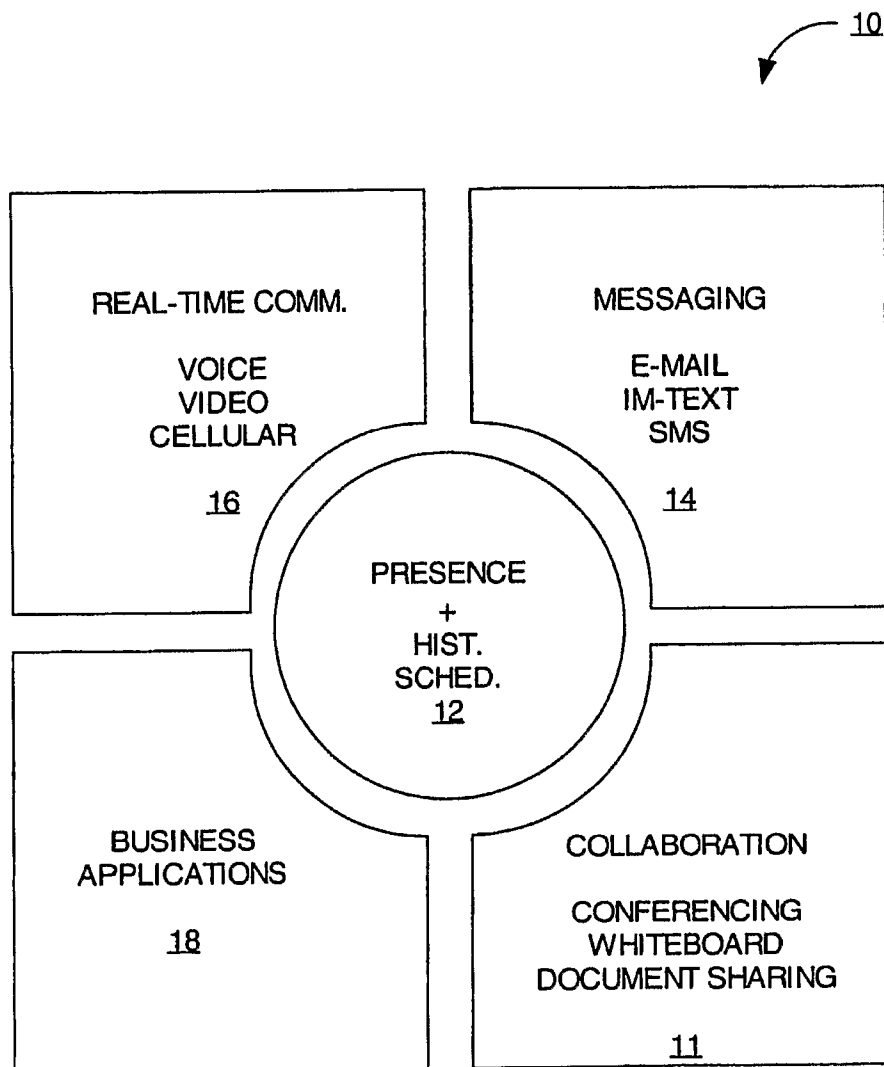 10
REAL-TIME COMM.
VOICE
VIDEO
CELLULAR
16
MESSAGING
E-MAIL
IM-TEXT
SMS
14
PRESENCE
+
HIST.
SCHED.
12
BUSINESS
APPLICATIONS
18
COLLABORATION
CONFERENCING
WHITEBOARD
DOCUMENT SHARING
11